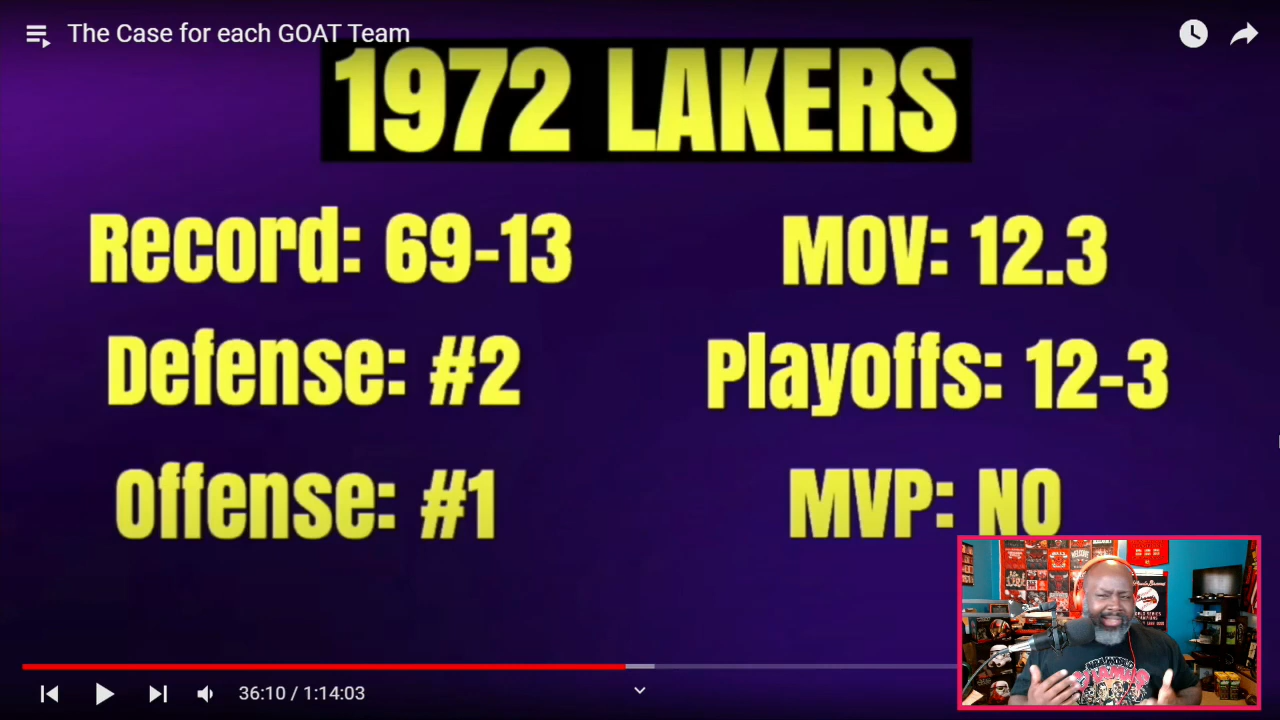 The Case for each GOAT Team
1972 LAKERS
Record: 69-13
MOV: 12.3
Defense: #2
Playoffs: 12-3
Offense: #1
MVP: NO
36:10 / 1:14:03